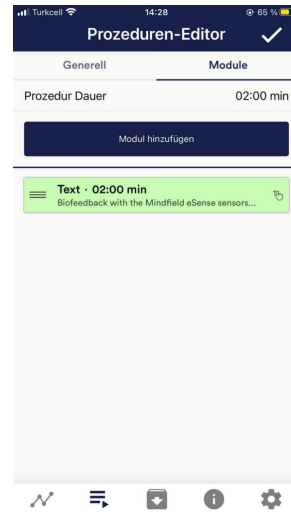 Turkcell 14:28 65 %
Prozeduren-Editor
Generell Module
Prozedur Dauer 02:00 min
Modul hinzufügen
Text · 02:00 min
Biofeedback with the Mindfield eSense sensors...